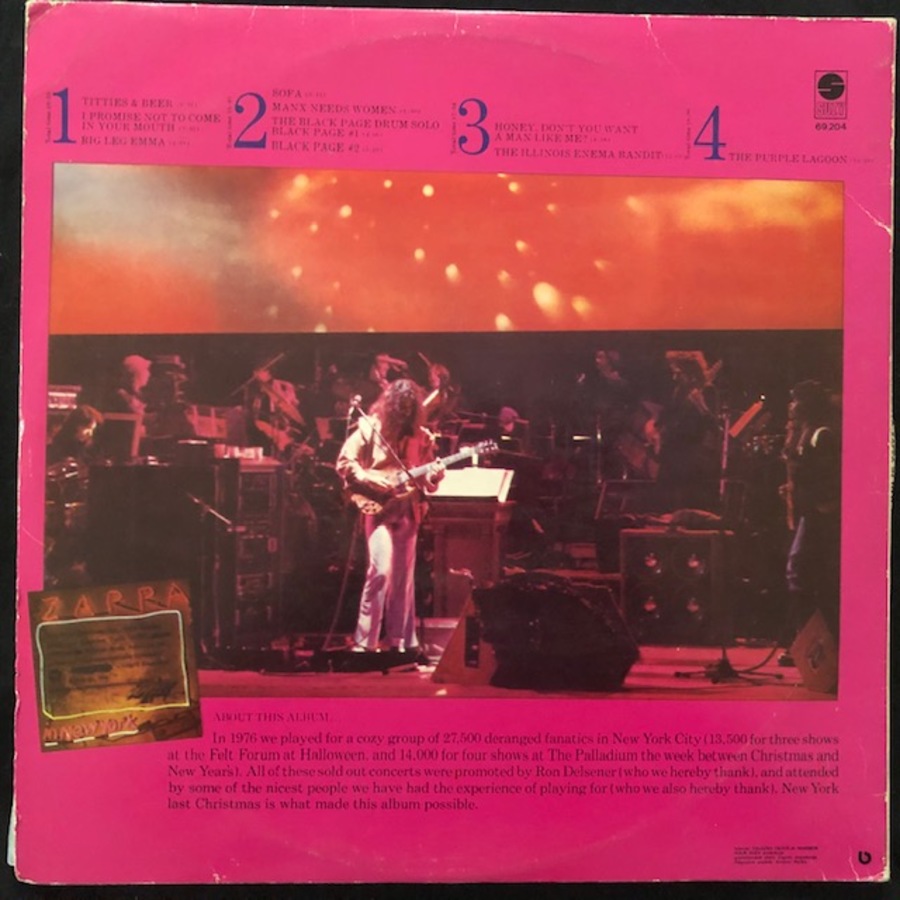 1
TITTIES & BEER
I PROMISE NOT TO COME
IN YOUR MOUTH
BIG LEG EMMA
2
SOFA
MANX NEEDS WOMEN
THE BLACK PAGE DRUM SOLO
BLACK PAGE #1
BLACK PAGE #2
3
HONEY, DON'T YOU WANT
A MAN LIKE ME?
THE ILLINOIS ENEMA BANDIT
4
THE PURPLE LAGOON
69204
ZAPPA
in New York
ABOUT THIS ALBUM...
In 1976 we played for a cozy group of 27,500 deranged fanatics in New York City (13,500 for three shows
at the Felt Forum at Halloween, and 14,000 for four shows at The Palladium the week between Christmas and
New Year's). All of these sold out concerts were promoted by Ron Delsener (who we hereby thank), and attended
by some of the nicest people we have had the experience of playing for (who we also hereby thank). New York
last Christmas is what made this album possible.